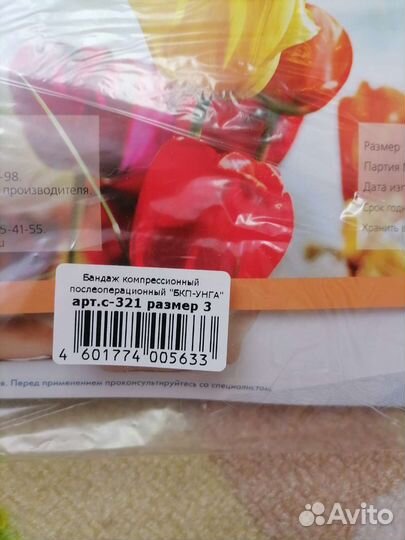 -98.
производителя.
5-41-55.
u
Размер
Партия
Дата изг
Срок годн
Хранить в
Бандаж компрессионный
послеоперационный "БКП-УНГА"
арт.с-321 размер 3
4 601774 005633
Перед применением проконсультируйтесь со специалистом.
Avito